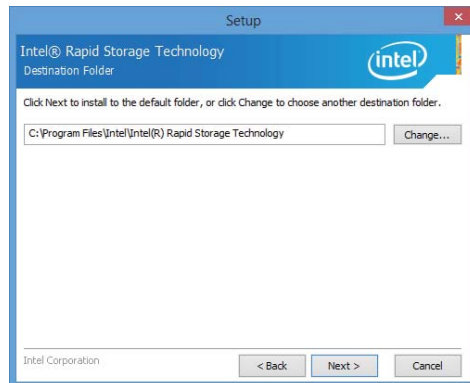 Setup
Intel® Rapid Storage Technology
Destination Folder
intel
Click Next to install to the default folder, or click Change to choose another destination folder.
C:\Program Files\Intel\Intel(R) Rapid Storage Technology
Change...
Intel Corporation
< Back
Next >
Cancel